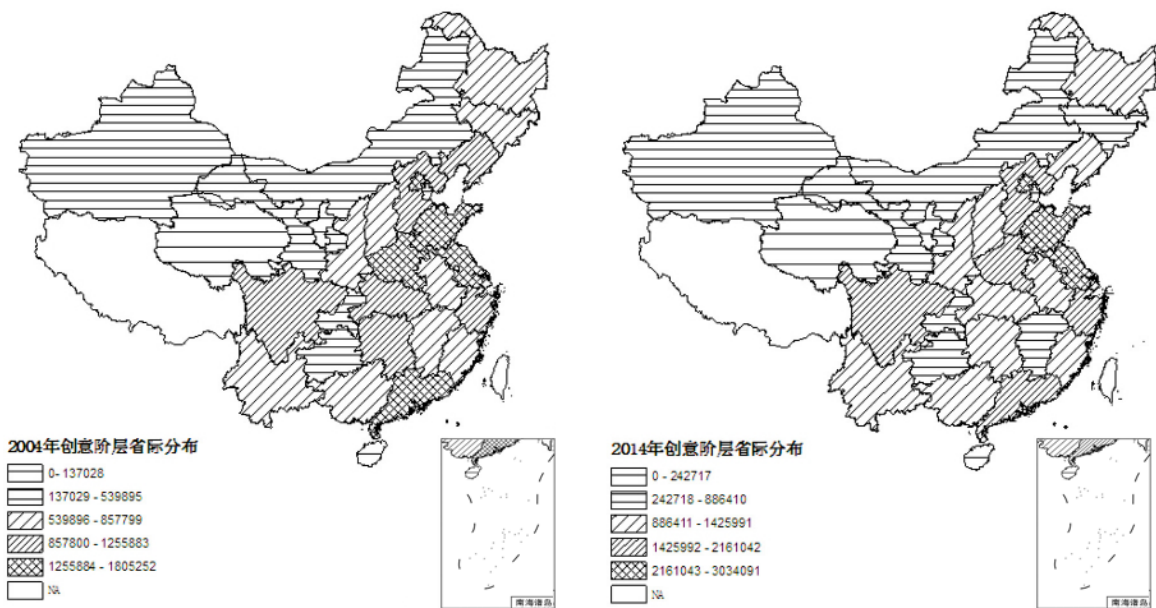 2004年创意阶层省际分布
0- 137028
137029 - 539895
539896 - 857799
857800 - 1255883
1255884 - 1805252
NA
南海诸岛
2014年创意阶层省际分布
0 - 242717
242718 - 886410
886411 - 1425991
1425992 - 2161042
2161043 - 3034091
NA
南海诸岛